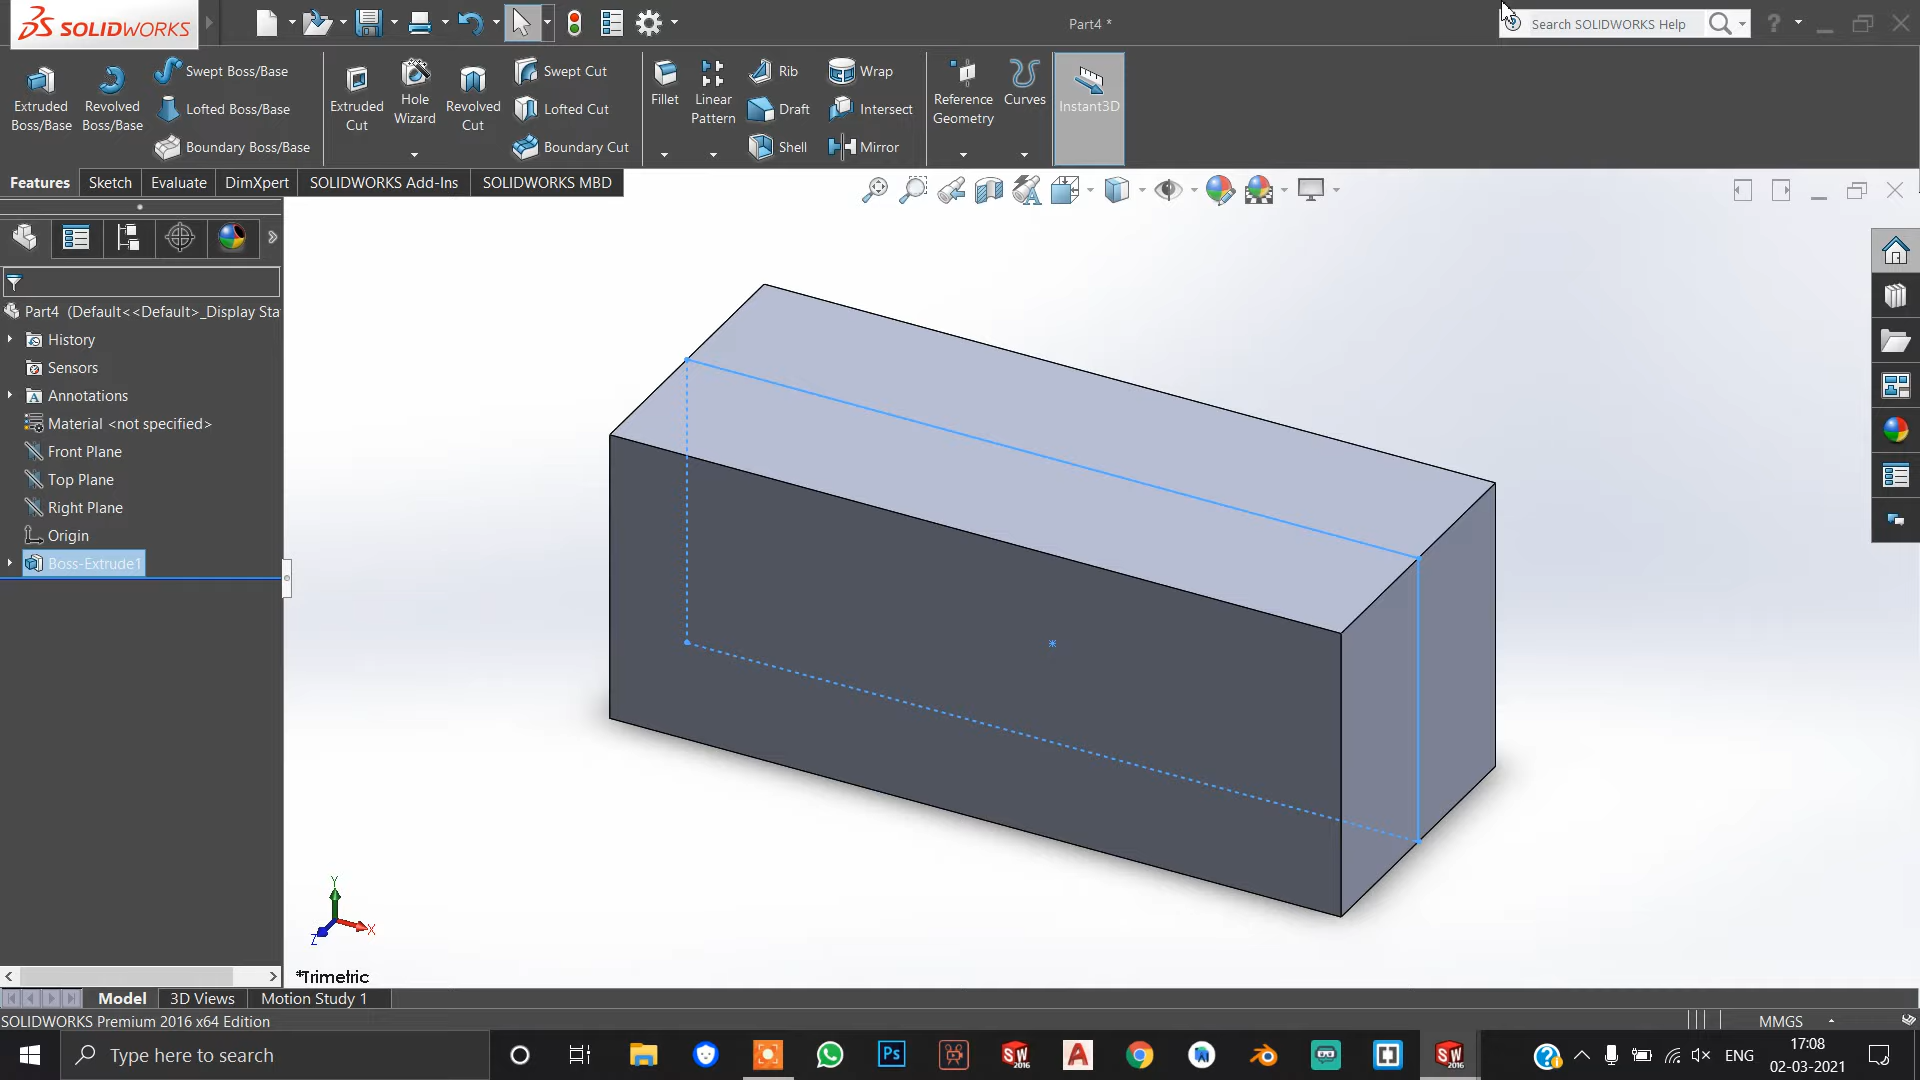 SOLIDWORKS
Part4 *
Search SOLIDWORKS Help
Extruded Boss/Base
Revolved Boss/Base
Swept Boss/Base
Lofted Boss/Base
Boundary Boss/Base
Extruded Cut
Hole Wizard
Revolved Cut
Swept Cut
Lofted Cut
Boundary Cut
Fillet
Linear Pattern
Rib
Draft
Shell
Wrap
Intersect
Mirror
Reference Geometry
Curves
Instant3D
Features
Sketch
Evaluate
DimXpert
SOLIDWORKS Add-Ins
SOLIDWORKS MBD
Part4 (Default<<Default>_Display Sta
History
Sensors
A Annotations
Material <not specified>
Front Plane
Top Plane
Right Plane
Origin
Boss-Extrude1
Y
X
Z
*Trimetric
Model
3D Views
Motion Study 1
SOLIDWORKS Premium 2016 x64 Edition
MMGS
Type here to search
Ps
SW 2016
A
SW 2016
ENG
17:08
02-03-2021